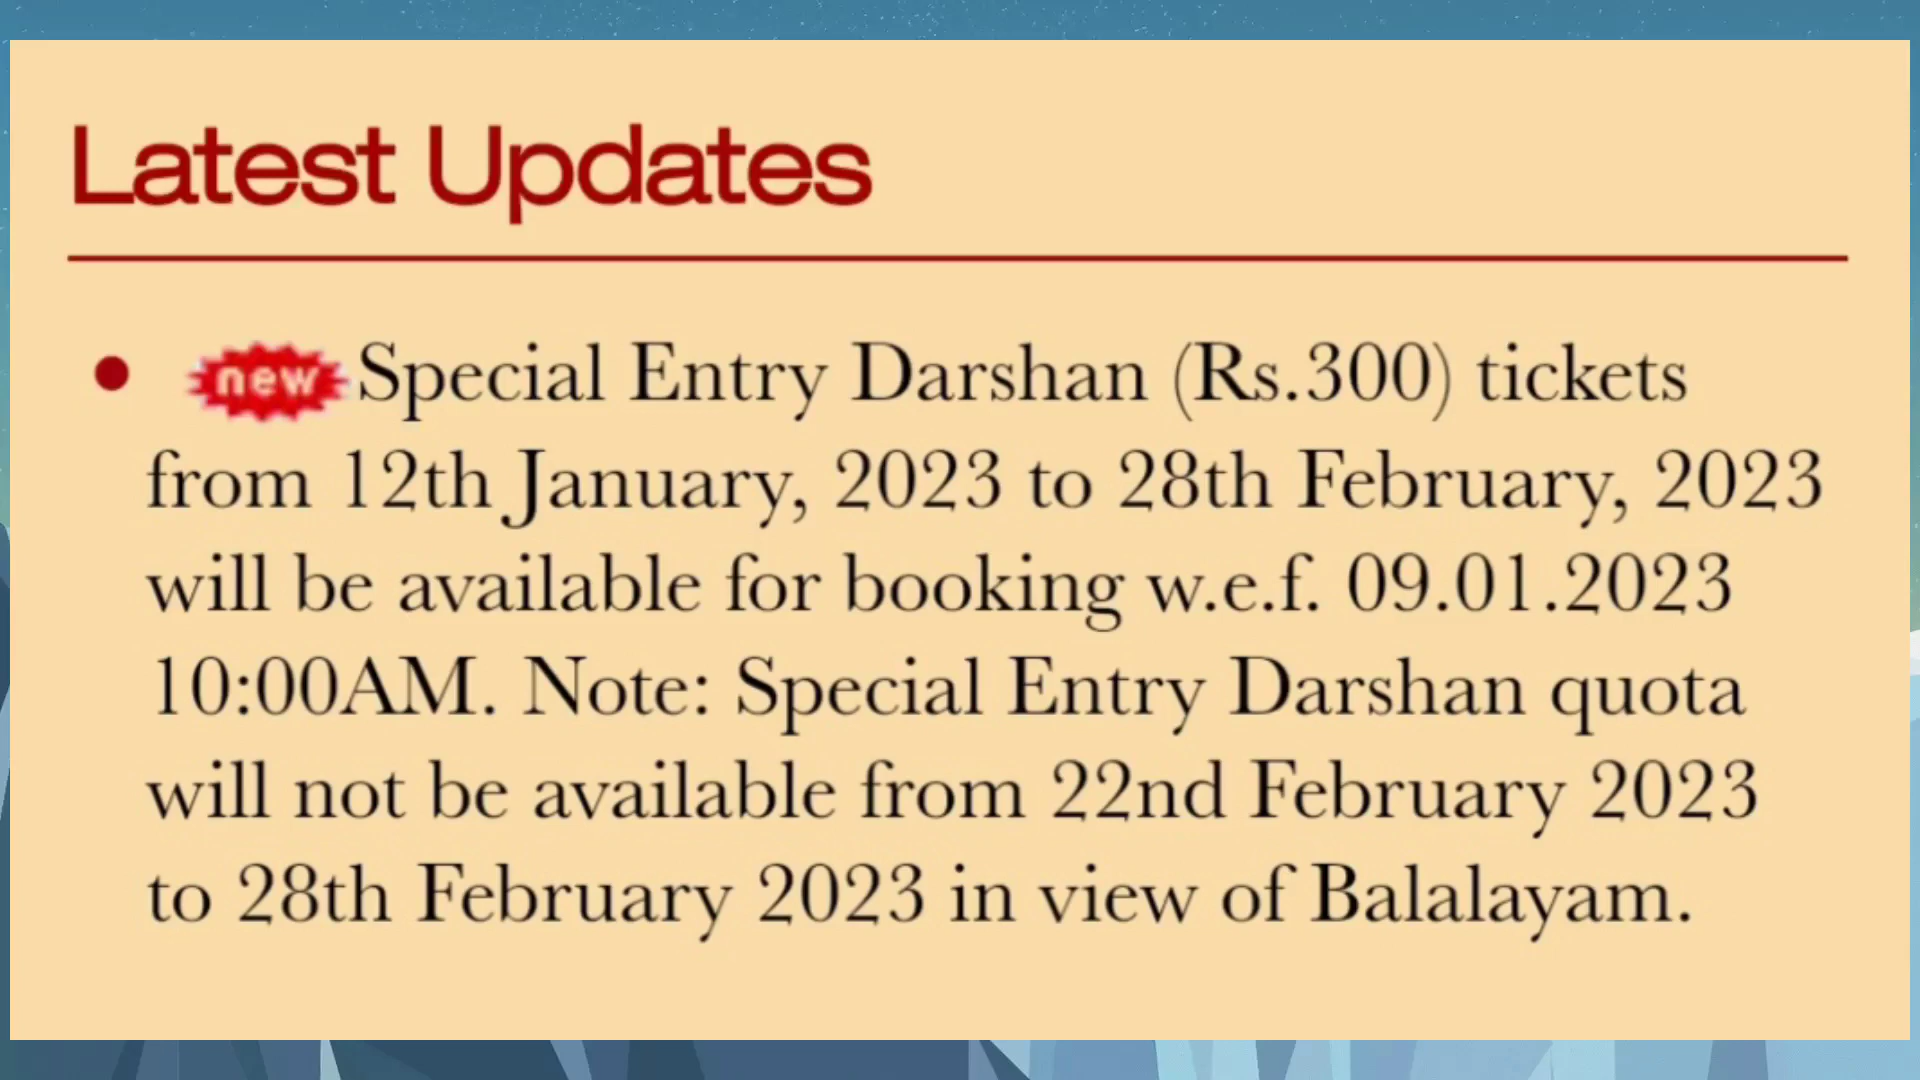 Latest Updates
new Special Entry Darshan (Rs.300) tickets
from 12th January, 2023 to 28th February, 2023
will be available for booking w.e.f. 09.01.2023
10:00AM. Note: Special Entry Darshan quota
will not be available from 22nd February 2023
to 28th February 2023 in view of Balalayam.